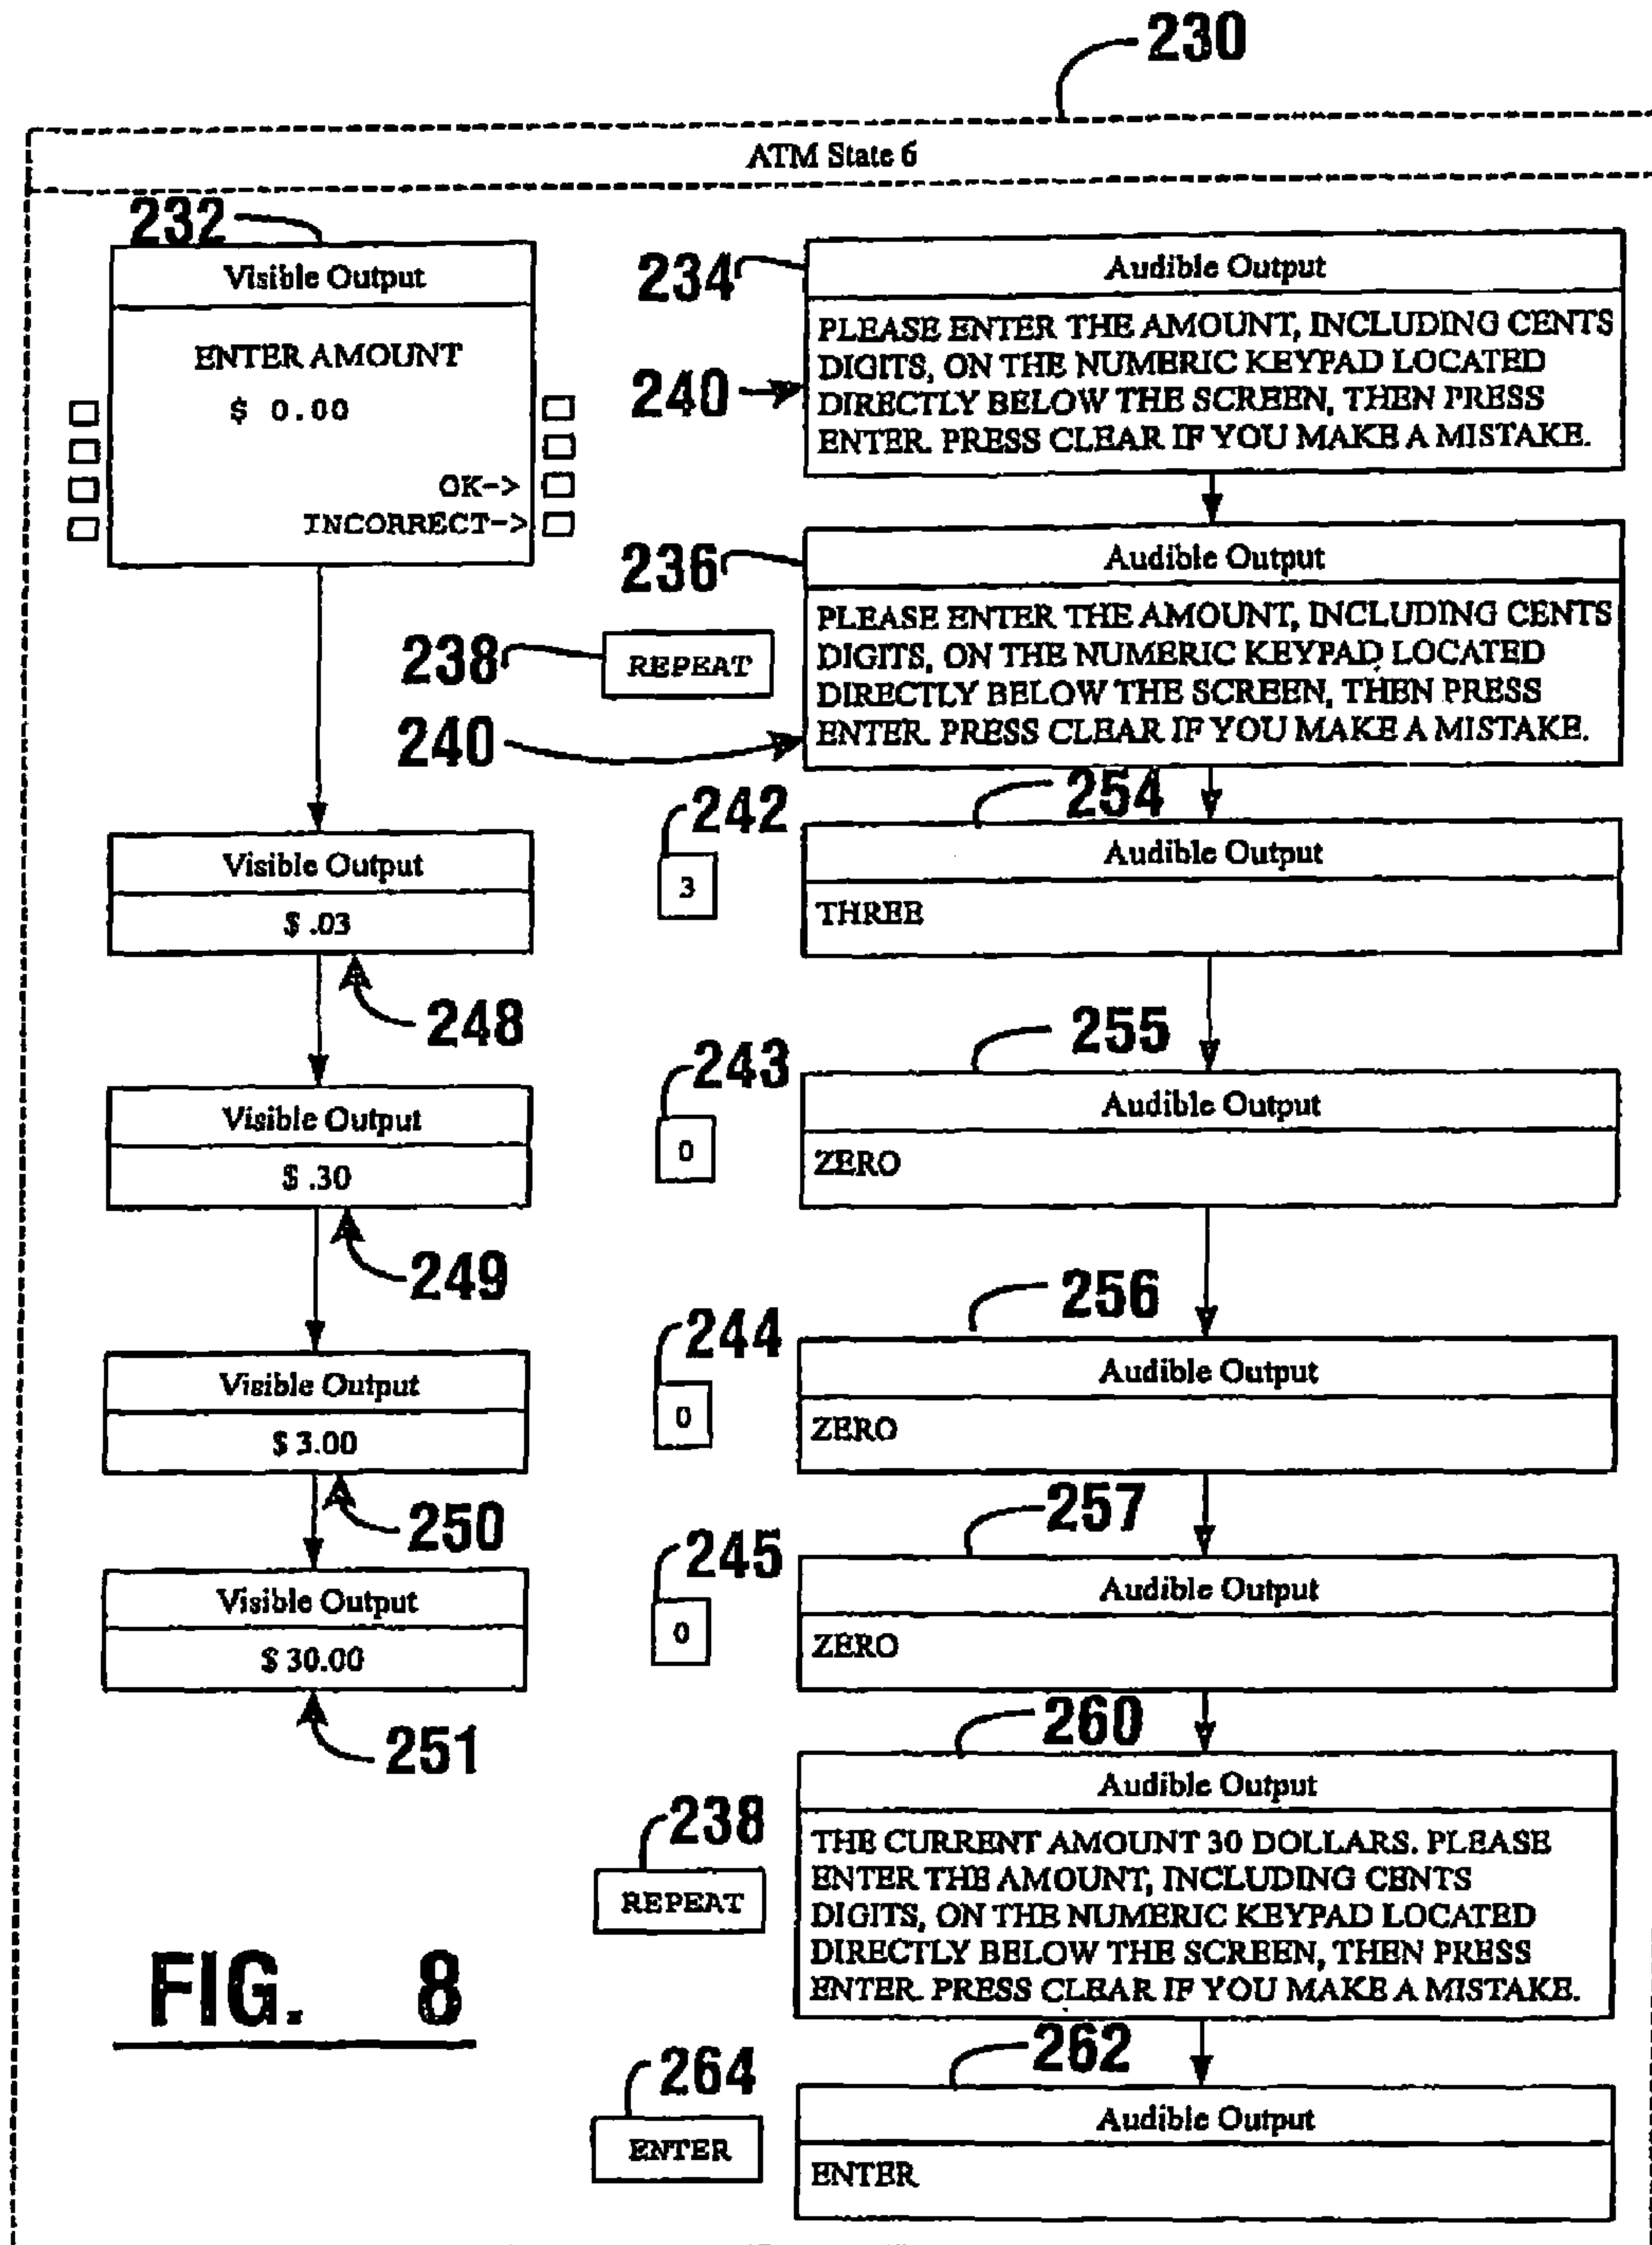 230
ATM State 6
232
Visible Output
ENTER AMOUNT
$ 0.00
OK->
INCORRECT->
234
Audible Output
240
PLEASE ENTER THE AMOUNT, INCLUDING CENTS
DIGITS, ON THE NUMERIC KEYPAD LOCATED
DIRECTLY BELOW THE SCREEN, THEN PRESS
ENTER. PRESS CLEAR IF YOU MAKE A MISTAKE.
236
Audible Output
238
REPEAT
240
PLEASE ENTER THE AMOUNT, INCLUDING CENTS
DIGITS, ON THE NUMERIC KEYPAD LOCATED
DIRECTLY BELOW THE SCREEN, THEN PRESS
ENTER. PRESS CLEAR IF YOU MAKE A MISTAKE.
Visible Output
$ .03
248
242
3
254
Audible Output
THREE
Visible Output
$ .30
249
243
0
255
Audible Output
ZERO
Visible Output
$ 3.00
250
244
0
256
Audible Output
ZERO
Visible Output
$ 30.00
251
245
0
257
Audible Output
ZERO
260
Audible Output
238
REPEAT
THE CURRENT AMOUNT 30 DOLLARS. PLEASE
ENTER THE AMOUNT, INCLUDING CENTS
DIGITS, ON THE NUMERIC KEYPAD LOCATED
DIRECTLY BELOW THE SCREEN, THEN PRESS
ENTER. PRESS CLEAR IF YOU MAKE A MISTAKE.
FIG. 8
264
ENTER
262
Audible Output
ENTER